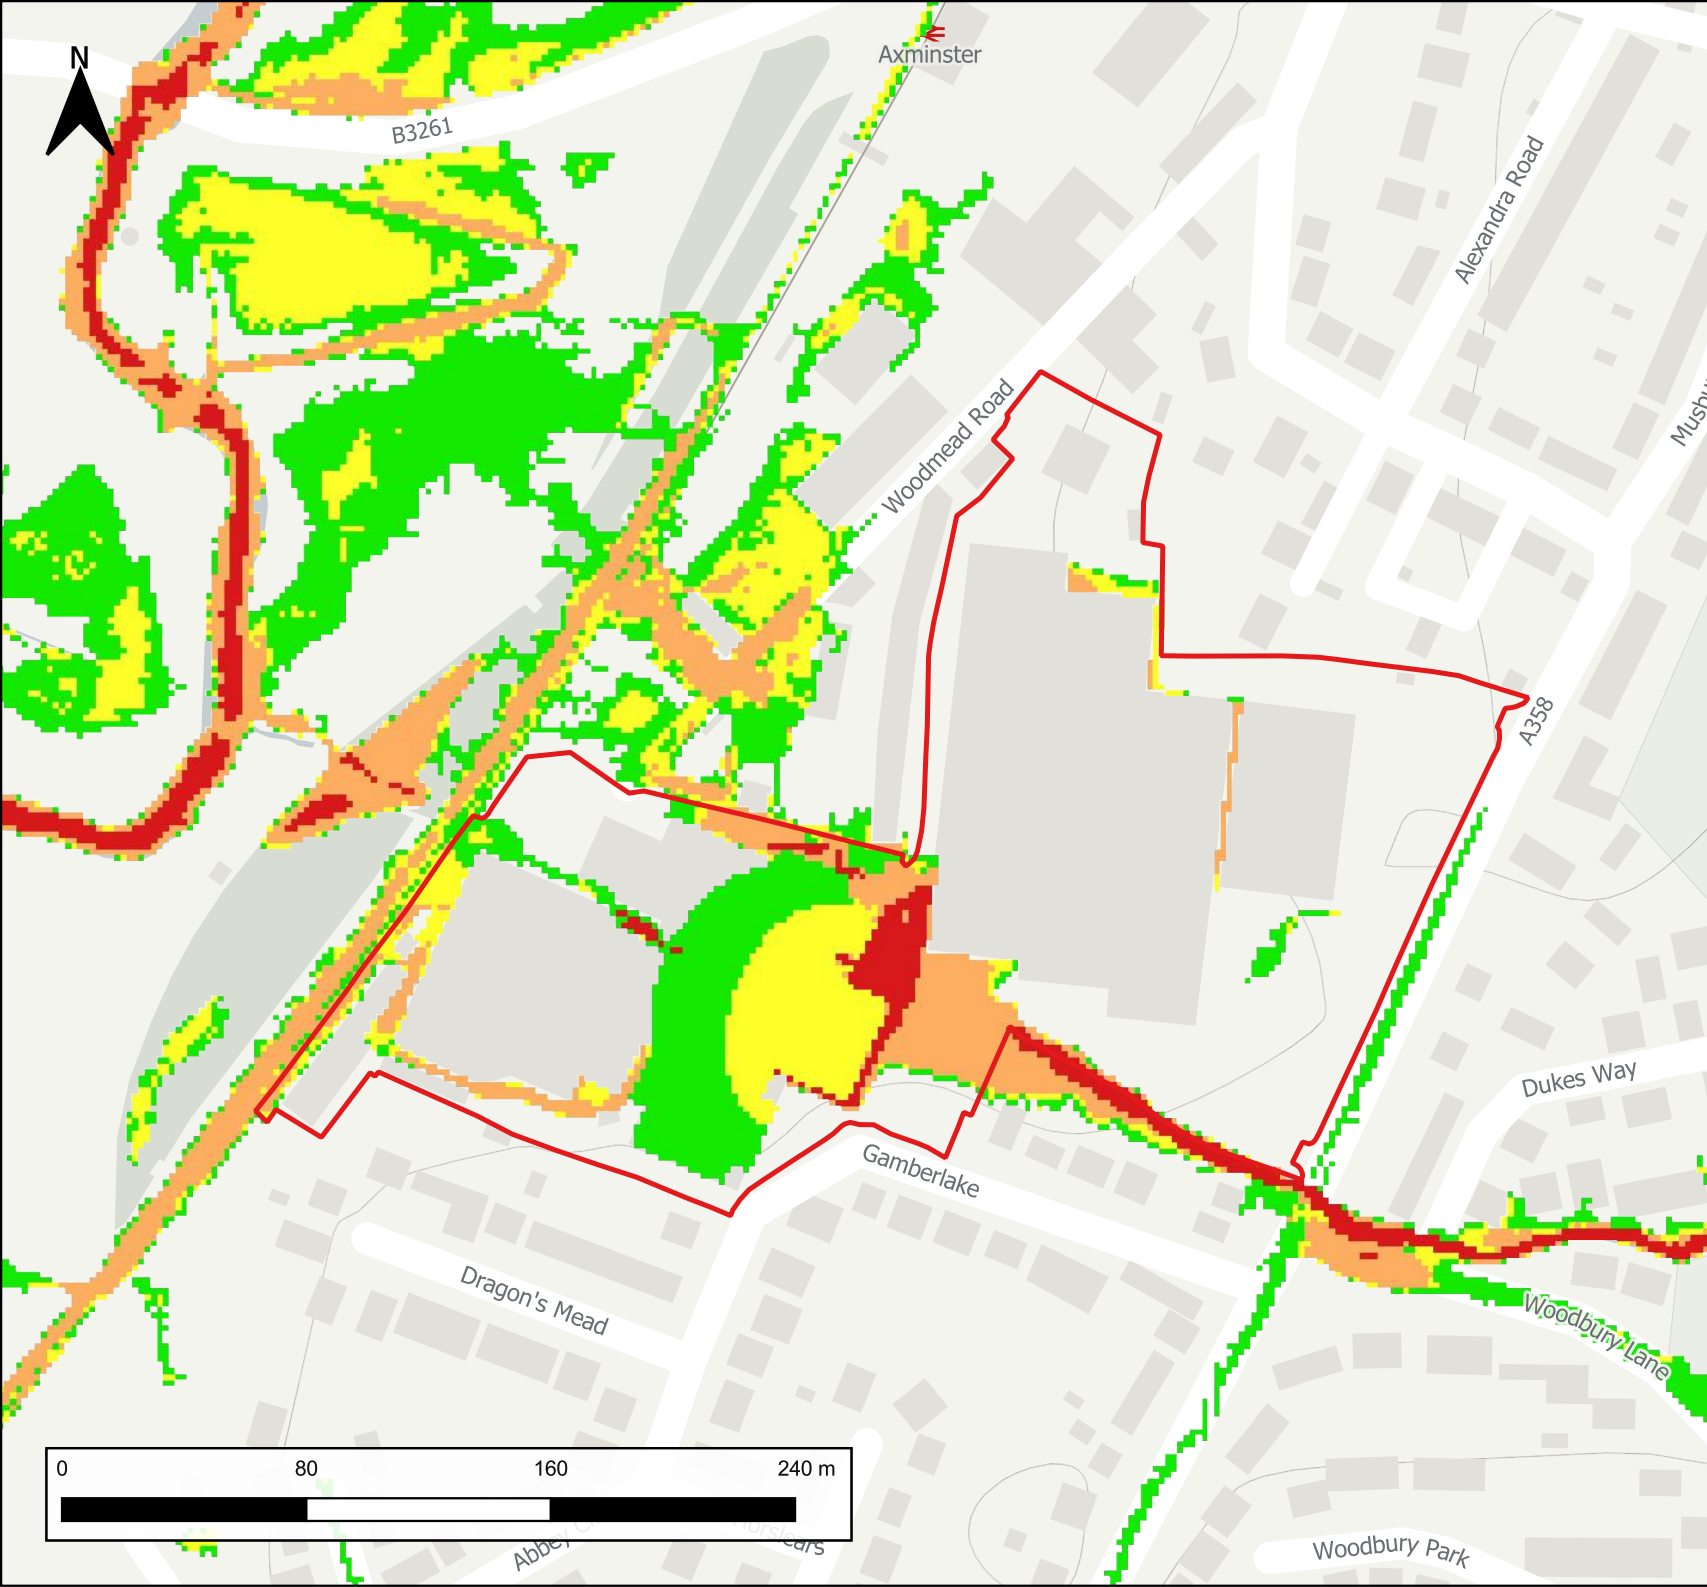 N
Axminster
B3261
Alexandra Road
Woodmead Road
A358
Dukes Way
Gamberlake
Dragon's Mead
Woodbury Lane
0 80 160 240 m
Abbey
Woodbury Park